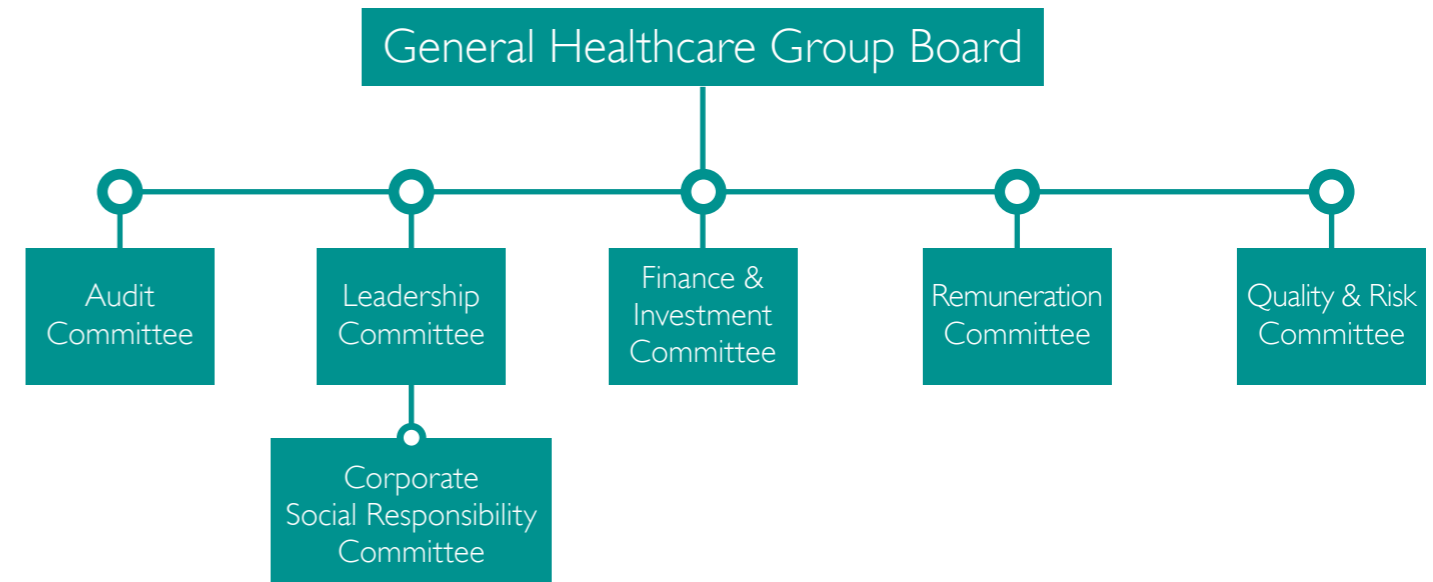 General Healthcare Group Board
Audit
Committee
Leadership
Committee
Finance &
Investment
Committee
Remuneration
Committee
Quality & Risk
Committee
Corporate
Social Responsibility
Committee